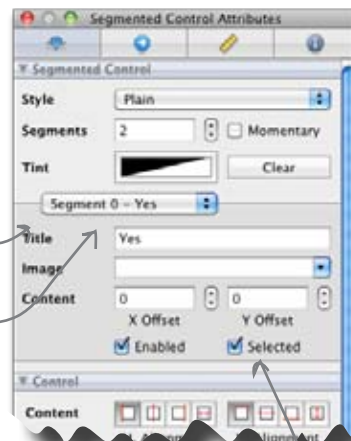 Segmented Control Attributes
Segmented Control
Style Plain
Segments 2 Momentary
Tint Clear
Segment 0 - Yes
Title Yes
Image
Content 0 0
X Offset Y Offset
Enabled Selected
Control
Content